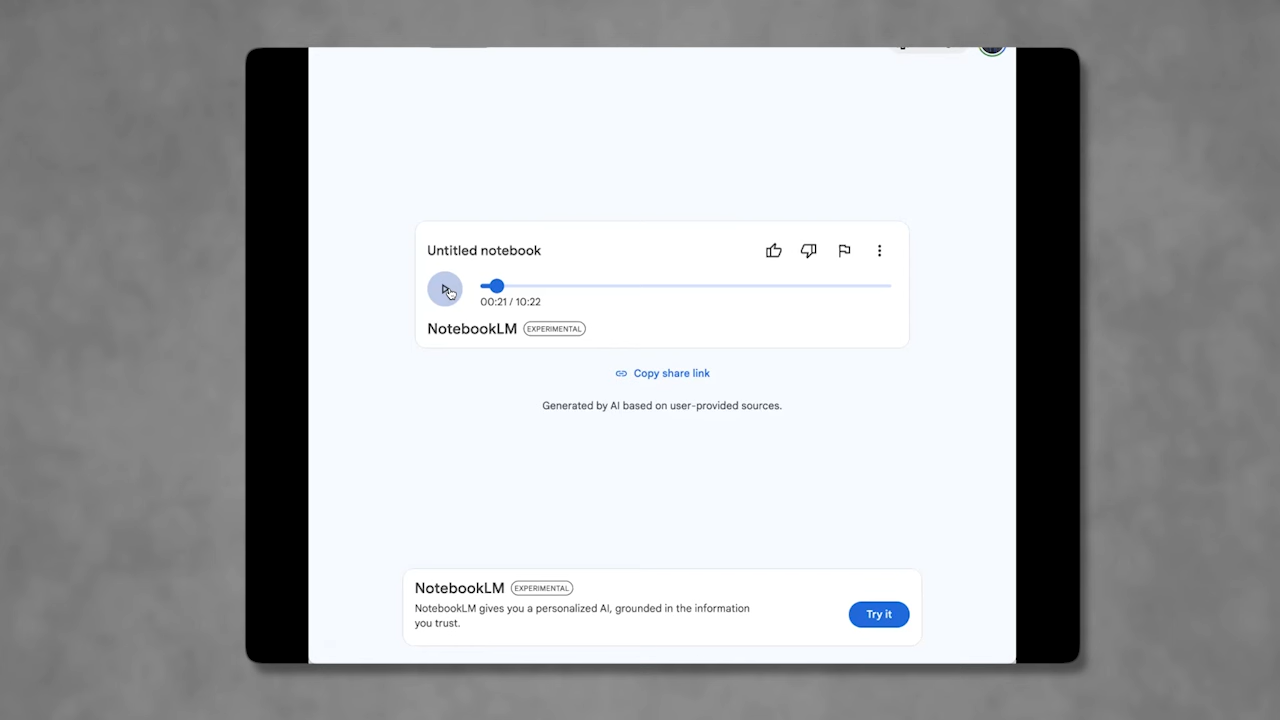 Untitled notebook
00:21 / 10:22
NotebookLM EXPERIMENTAL
Copy share link
Generated by AI based on user-provided sources.
NotebookLM EXPERIMENTAL
NotebookLM gives you a personalized AI, grounded in the information
you trust.
Try it